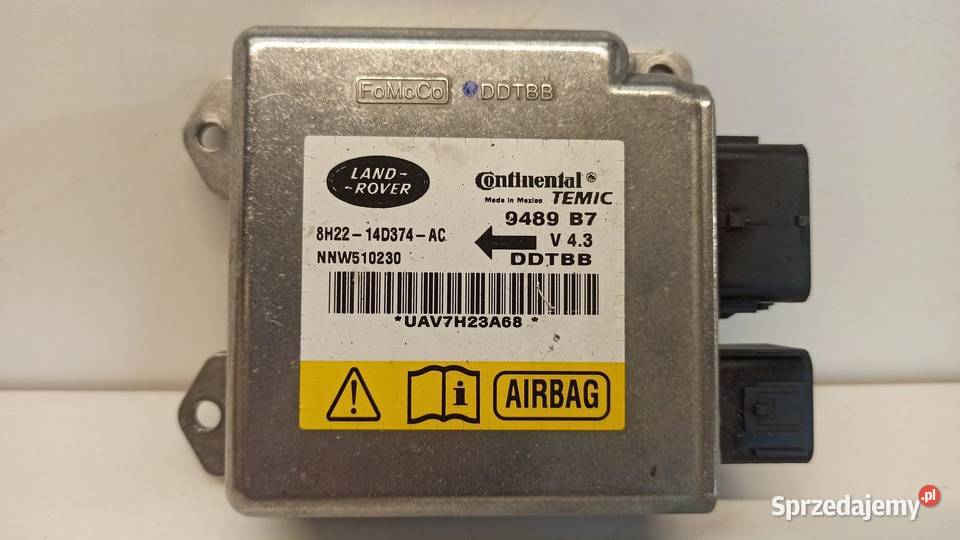 FoMoCo DDTBB
LAND-
-ROVER
Continental
Made in Mexico TEMIC
9489 B7
8H22-14D374-AC
V 4.3
NNW510230
DDTBB
*UAV7H23A68*
i
AIRBAG
Sprzedajemy.pl